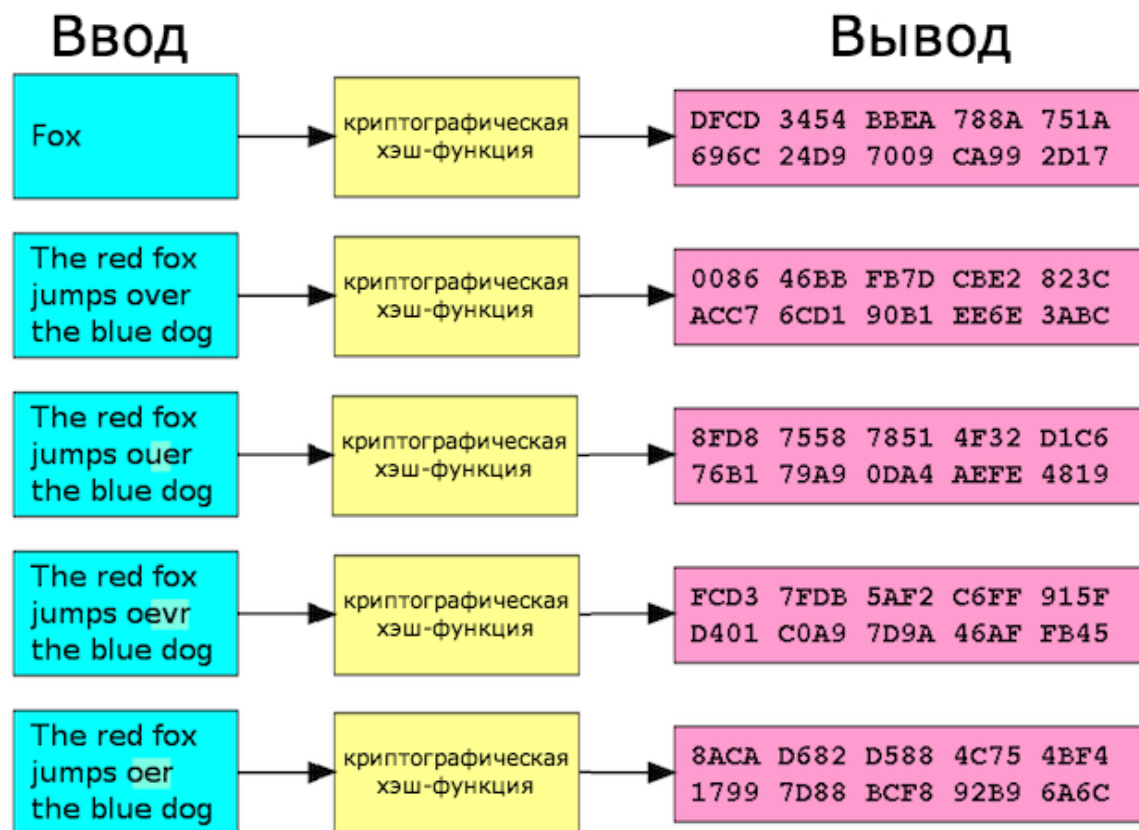 Ввод
Вывод
Fox
криптографическая
хэш-функция
DFCD 3454 BBEA 788A 751A
696C 24D9 7009 CA99 2D17
The red fox
jumps over
the blue dog
криптографическая
хэш-функция
0086 46BB FB7D CBE2 823C
ACC7 6CD1 90B1 EE6E 3ABC
The red fox
jumps ouer
the blue dog
криптографическая
хэш-функция
8FD8 7558 7851 4F32 D1C6
76B1 79A9 0DA4 AEFE 4819
The red fox
jumps oevr
the blue dog
криптографическая
хэш-функция
FCD3 7FDB 5AF2 C6FF 915F
D401 C0A9 7D9A 46AF FB45
The red fox
jumps oer
the blue dog
криптографическая
хэш-функция
8ACA D682 D588 4C75 4BF4
1799 7D88 BCF8 92B9 6A6C